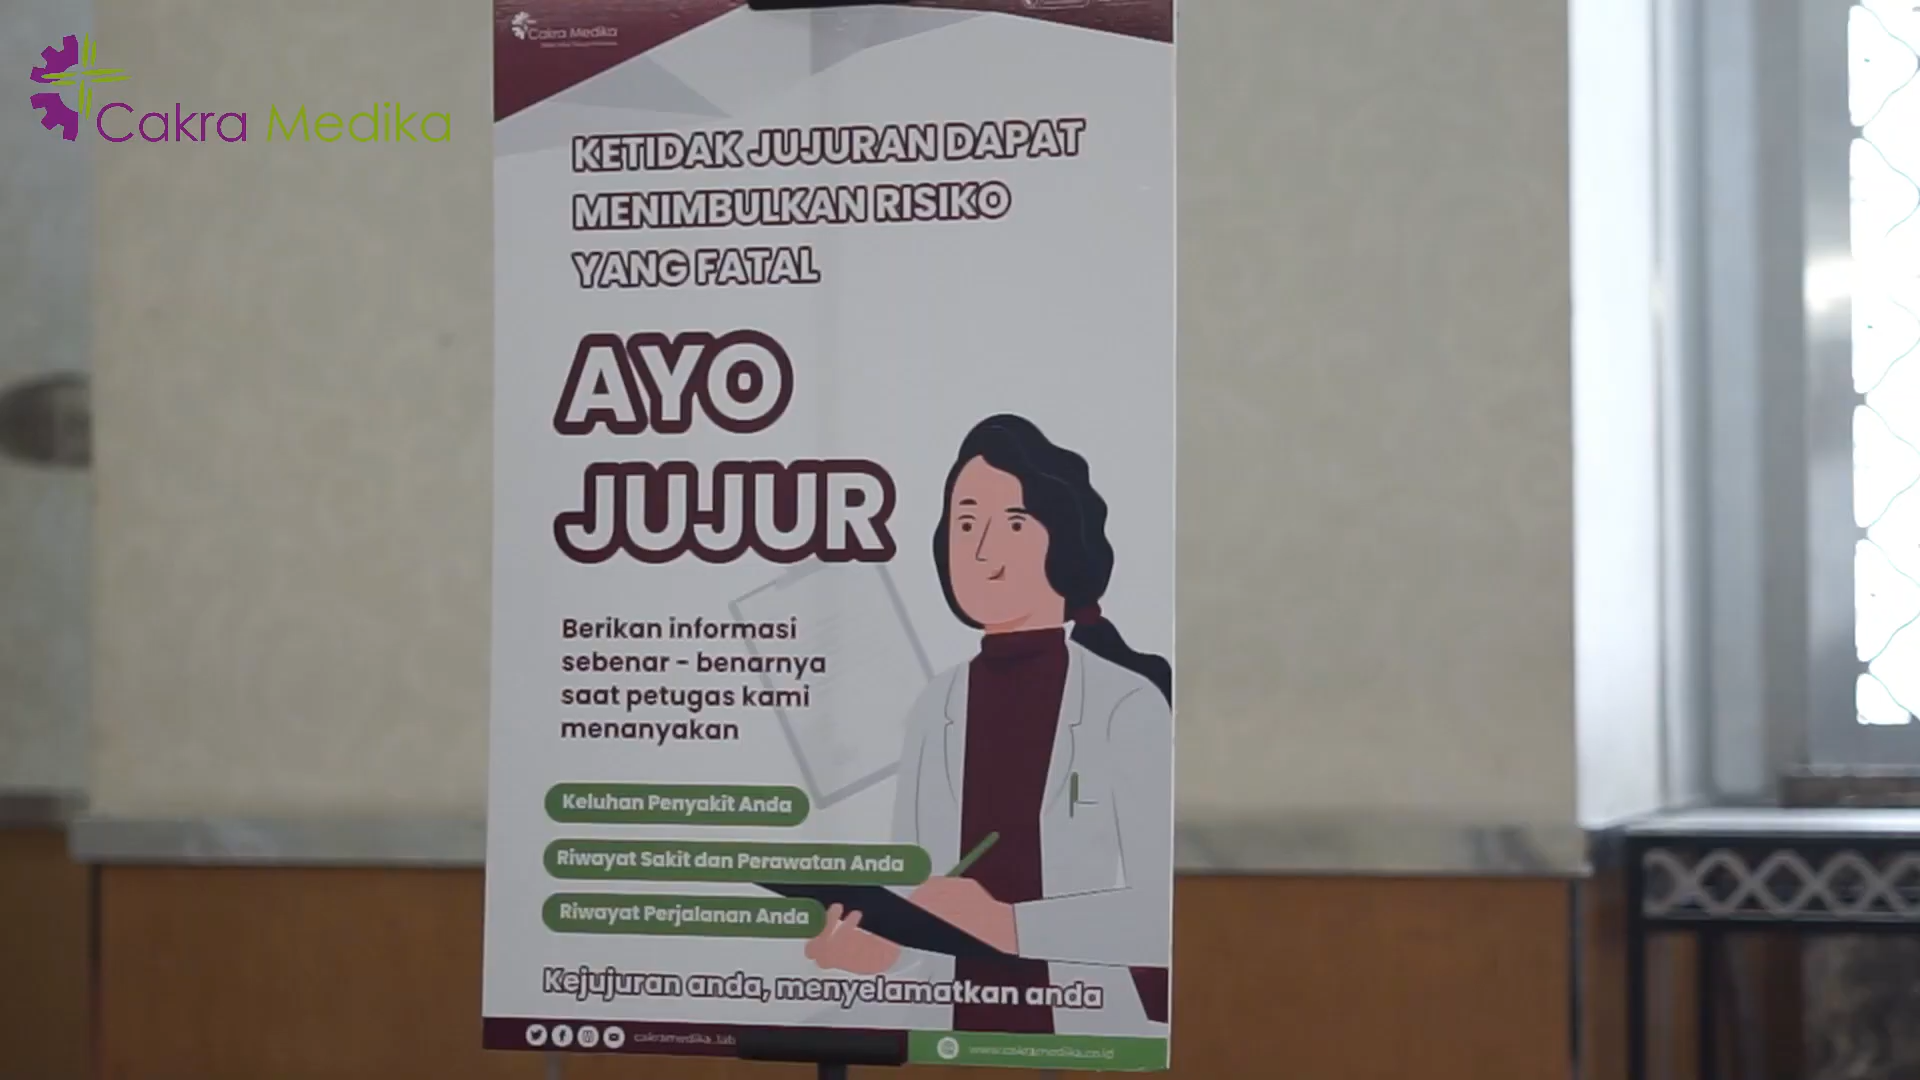 Cakra Medika
Cakra Medika
KETIDAK JUJURAN DAPAT
MENIMBULKAN RISIKO
YANG FATAL
AYO
JUJUR
Berikan informasi
sebenar - benarnya
saat petugas kami
menanyakan
Keluhan Penyakit Anda
Riwayat Sakit dan Perawatan Anda
Riwayat Perjalanan Anda
Kejujuran anda, menyelamatkan anda
cakramedika_lab
www.cakramedika.co.id